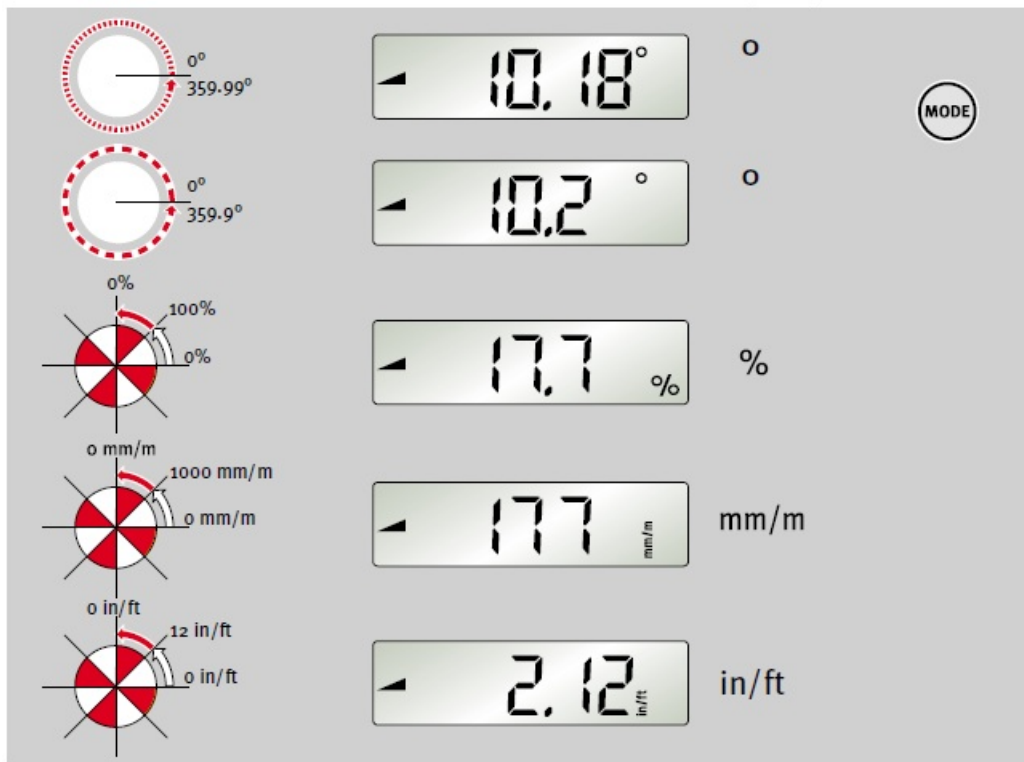 0°
359.99°
10.18°
°
MODE
0°
359.9°
10.2 °
°
0%
100%
0%
17.7 %
%
0 mm/m
1000 mm/m
0 mm/m
177 mm/m
mm/m
0 in/ft
12 in/ft
0 in/ft
2.12 in/ft
in/ft